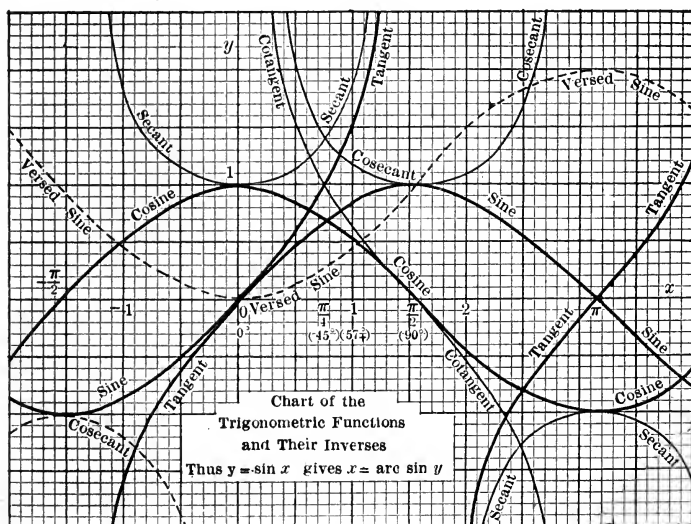 y
Cotangent
Tangent
Secant
Secant
Cosecant
Cosecant
Versed Sine
1
Cosine
Versed Sine
Sine
Tangent
-π/2
-1
0
0°
Versed Sine
π/4
(45°)
1
(57.°)
Cosine
π/2
(90°)
2
π
x
Sine
Tangent
Cotangent
Tangent
Sine
Cosine
Cosecant
Secant
Secant
Chart of the
Trigonometric Functions
and Their Inverses
Thus y = sin x gives x = arc sin y